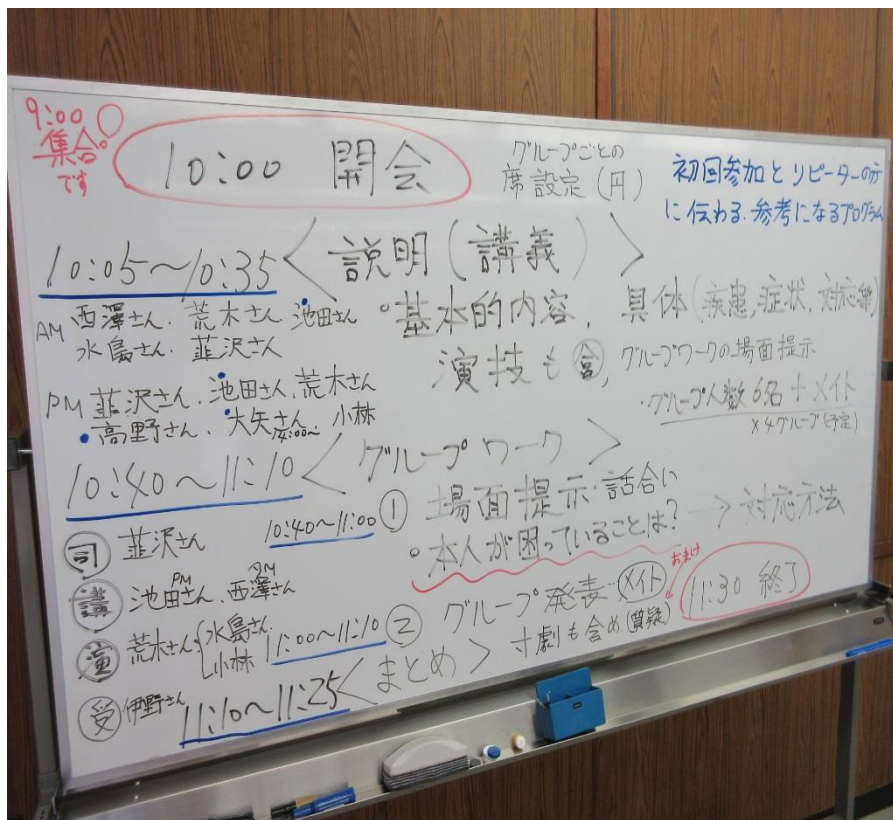 9:00
集合。
です
10:00 開会
グループごとの
席設定(円)
初回参加とリピーターの方
に伝わる.参考になるプログラム
10:05〜10:35
<説明(講義)>
・基本的内容、具体(疾患,症状,対応等)
演技も含、グループワークの場面提示
・グループ人数6名+メイト
×4グループ(予定)
AM 西澤さん、荒木さん 池田さん
水島さん、韮沢さん
PM 韮沢さん、池田さん、荒木さん
・高野さん、大矢さん、小林
14:00〜
10:40〜11:10
<グループワーク>
10:40〜11:00 ① 場面提示・話合い
・本人が困っていることは?→対応方法
司 韮沢さん
講 池田さん、西澤さん
PM
荒木さん{水島さん
小林
演
11:00〜11:10 ② グループ発表 メイト
寸劇も含め(質疑)
おまけ
11:30 終了
受 伊野さん
11:10〜11:25 <まとめ>